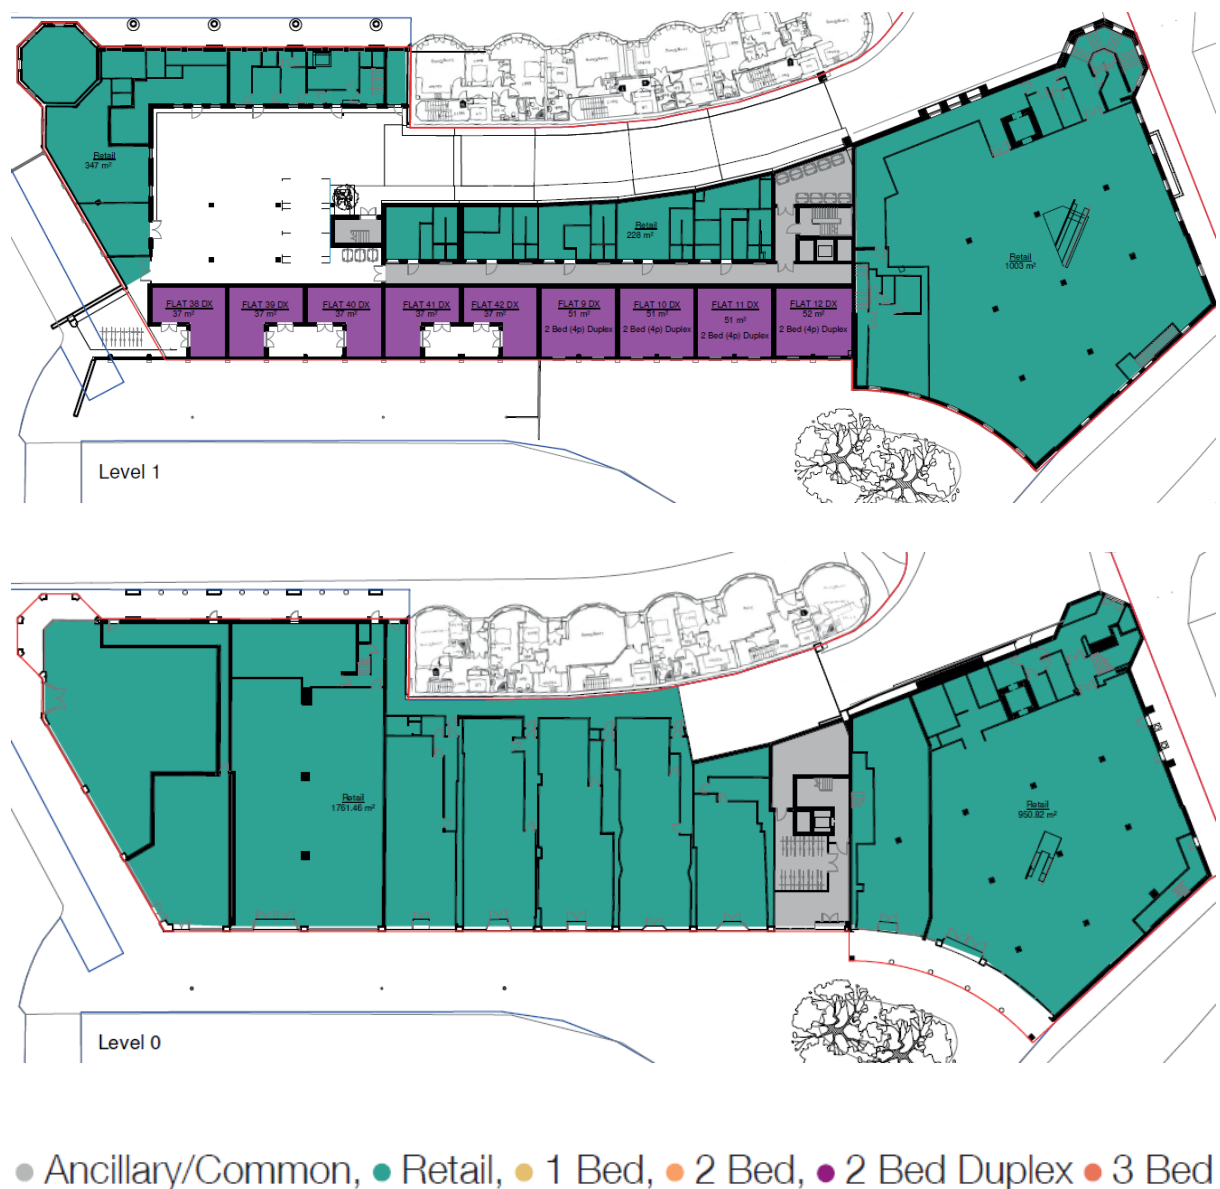 Retail
347 m²
Retail
228 m²
Retail
1003 m²
FLAT 38 DX
37 m²
FLAT 39 DX
37 m²
FLAT 40 DX
37 m²
FLAT 41 DX
37 m²
FLAT 42 DX
37 m²
FLAT 9 DX
51 m²
2 Bed (4p) Duplex
FLAT 10 DX
51 m²
2 Bed (4p) Duplex
FLAT 11 DX
51 m²
2 Bed (4p) Duplex
FLAT 12 DX
52 m²
2 Bed (4p) Duplex
Level 1
Retail
1761.46 m²
Retail
950.82 m²
Level 0
Ancillary/Common, Retail, 1 Bed, 2 Bed, 2 Bed Duplex 3 Bed